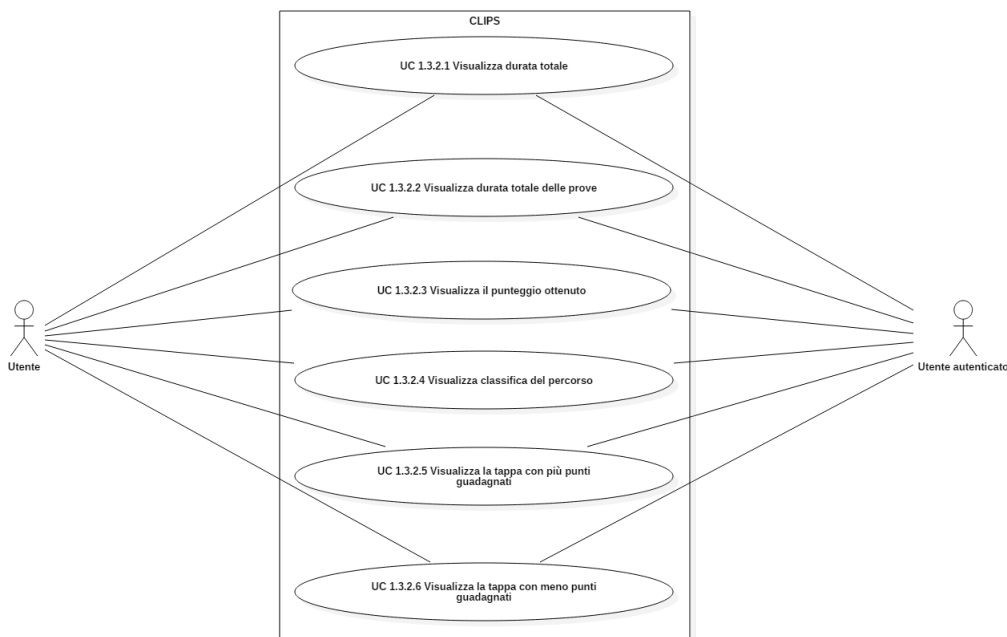 CLIPS
UC 1.3.2.1 Visualizza durata totale
UC 1.3.2.2 Visualizza durata totale delle prove
UC 1.3.2.3 Visualizza il punteggio ottenuto
Utente
Utente autenticato
UC 1.3.2.4 Visualizza classifica del percorso
UC 1.3.2.5 Visualizza la tappa con più punti
guadagnati
UC 1.3.2.6 Visualizza la tappa con meno punti
guadagnati